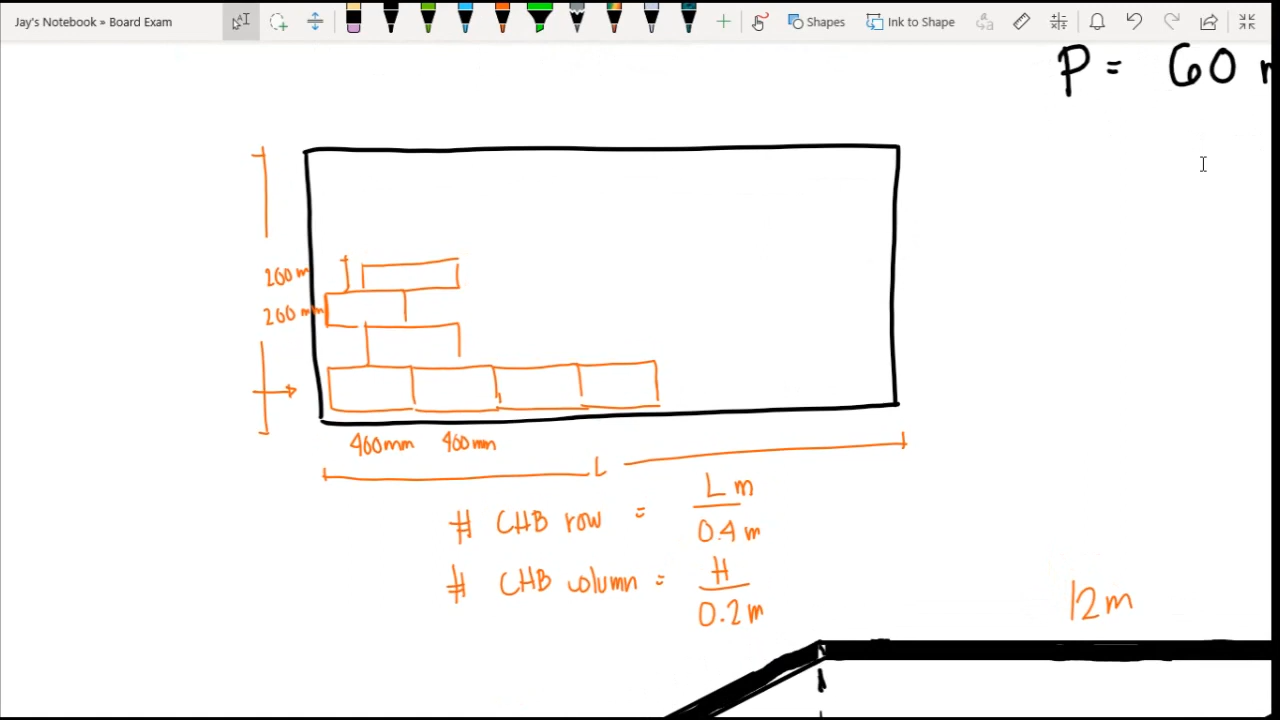 Jay's Notebook » Board Exam
Shapes
Ink to Shape
P = 60
200 m
200 mm
400mm 400mm
L
# CHB row = L m / 0.4 m
# CHB column = H / 0.2 m
12m